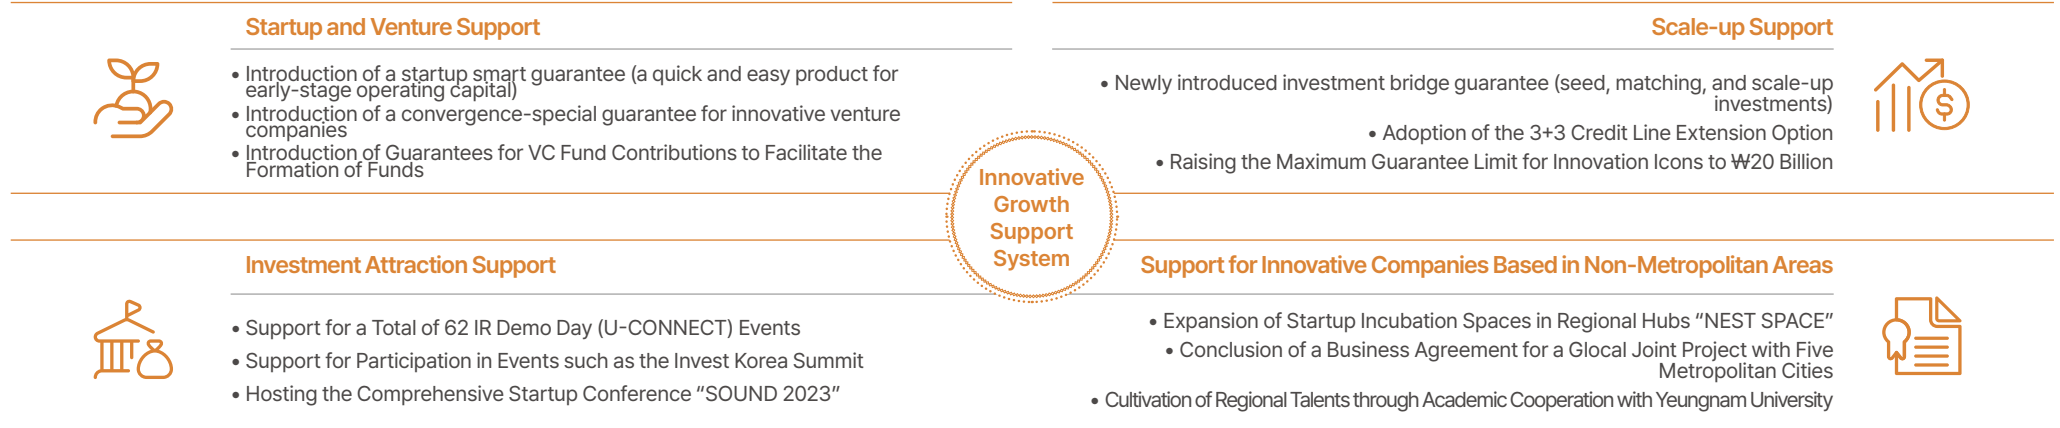 Startup and Venture Support
• Introduction of a startup smart guarantee (a quick and easy product for
early-stage operating capital)
• Introduction of a convergence-special guarantee for innovative venture
companies
• Introduction of Guarantees for VC Fund Contributions to Facilitate the
Formation of Funds
Scale-up Support
• Newly introduced investment bridge guarantee (seed, matching, and scale-up
investments)
• Adoption of the 3+3 Credit Line Extension Option
• Raising the Maximum Guarantee Limit for Innovation Icons to ₩20 Billion
Innovative
Growth
Support
System
Investment Attraction Support
• Support for a Total of 62 IR Demo Day (U-CONNECT) Events
• Support for Participation in Events such as the Invest Korea Summit
• Hosting the Comprehensive Startup Conference “SOUND 2023”
Support for Innovative Companies Based in Non-Metropolitan Areas
• Expansion of Startup Incubation Spaces in Regional Hubs “NEST SPACE”
• Conclusion of a Business Agreement for a Glocal Joint Project with Five
Metropolitan Cities
• Cultivation of Regional Talents through Academic Cooperation with Yeungnam University